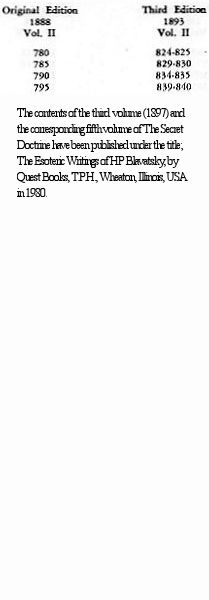 Original Edition Third Edition
1888 1893
Vol. II Vol. II
780 824-825
785 829-830
790 834-835
795 839-840
The contents of the third volume (1897) and
the corresponding fifth volume of The Secret
Doctrine have been published under the title,
The Esoteric Writings of HP Blavatsky, by
Quest Books, T.P.H., Wheaton, Illinois, USA
in 1980.